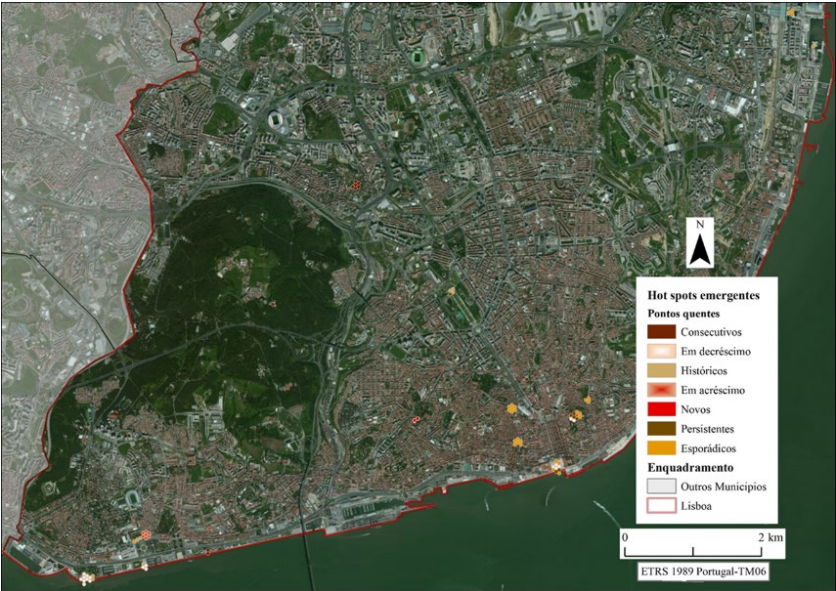 N
Hot spots emergentes
Pontos quentes
Consecutivos
Em decréscimo
Históricos
Em acréscimo
Novos
Persistentes
Esporádicos
Enquadramento
Outros Municipios
Lisboa
0 2 km
ETRS 1989 Portugal-TM06